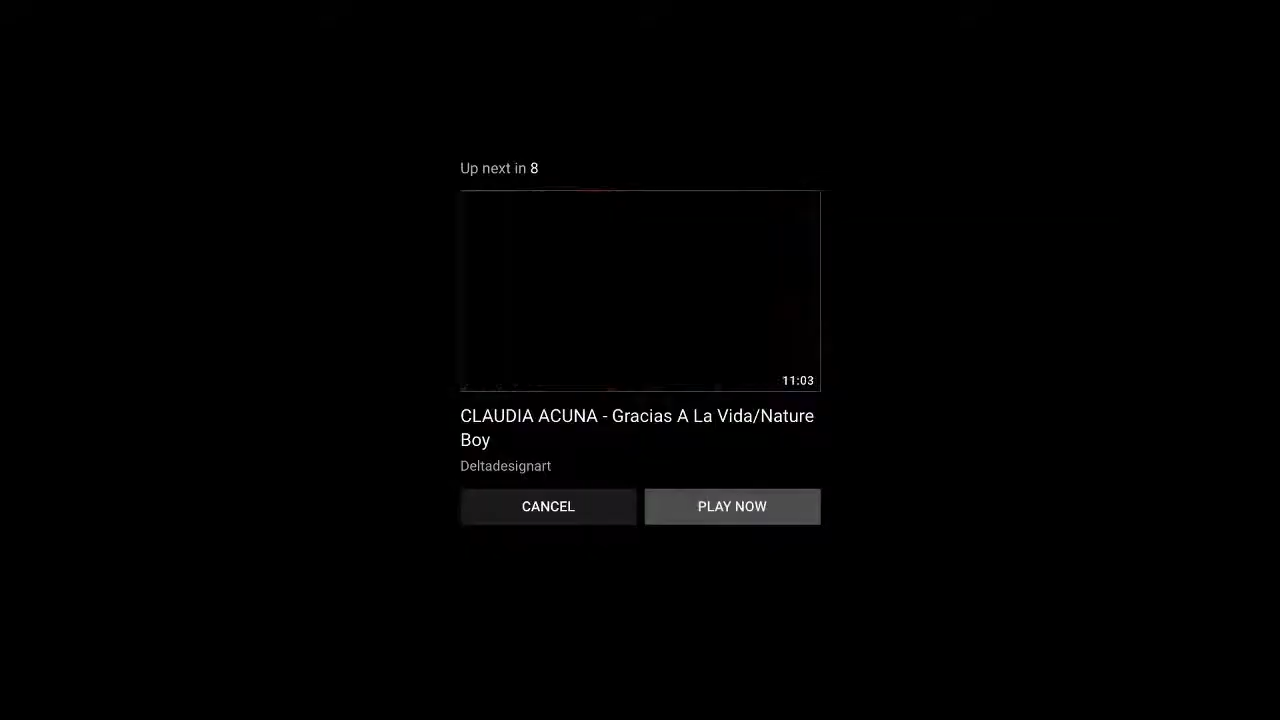 Up next in 8
11:03
CLAUDIA ACUNA - Gracias A La Vida/Nature
Boy
Deltadesignart
CANCEL
PLAY NOW